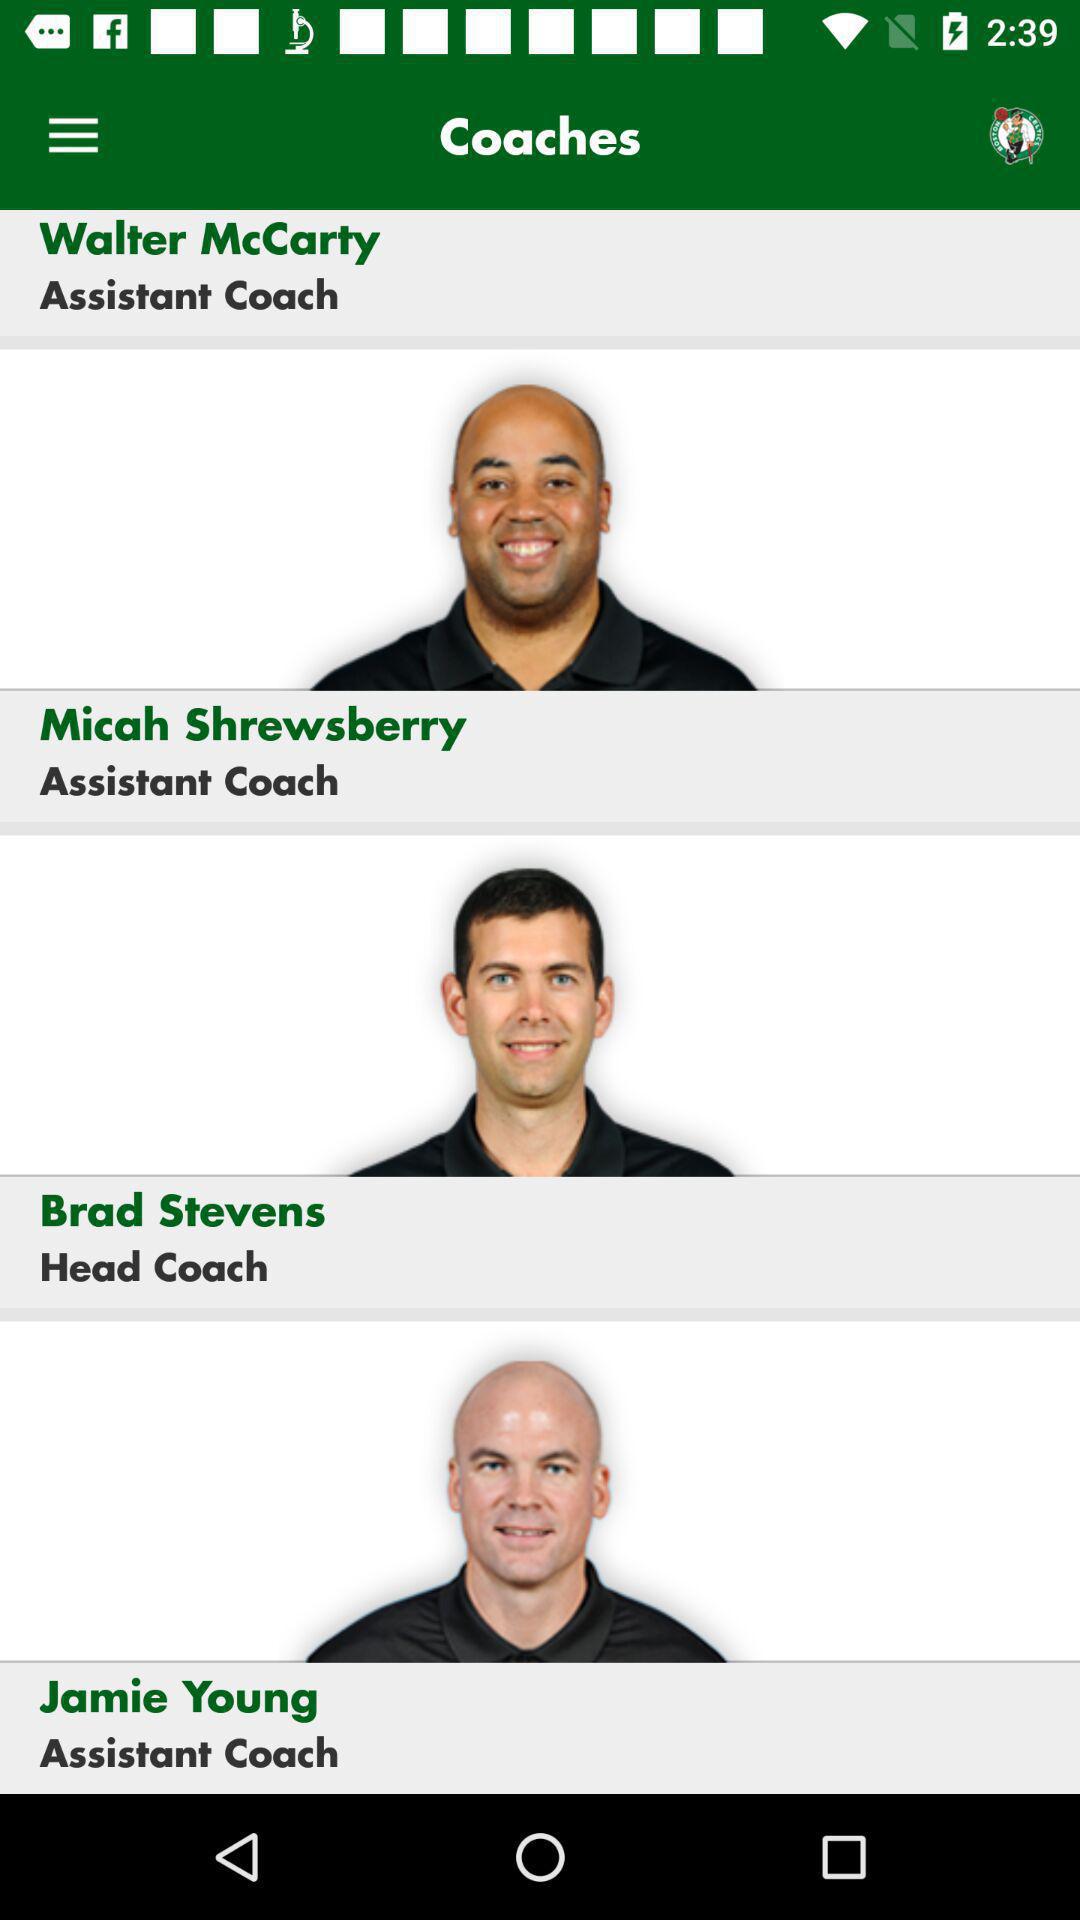 2:39
Coaches
Walter McCarty
Assistant Coach
Micah Shrewsberry
Assistant Coach
Brad Stevens
Head Coach
Jamie Young
Assistant Coach